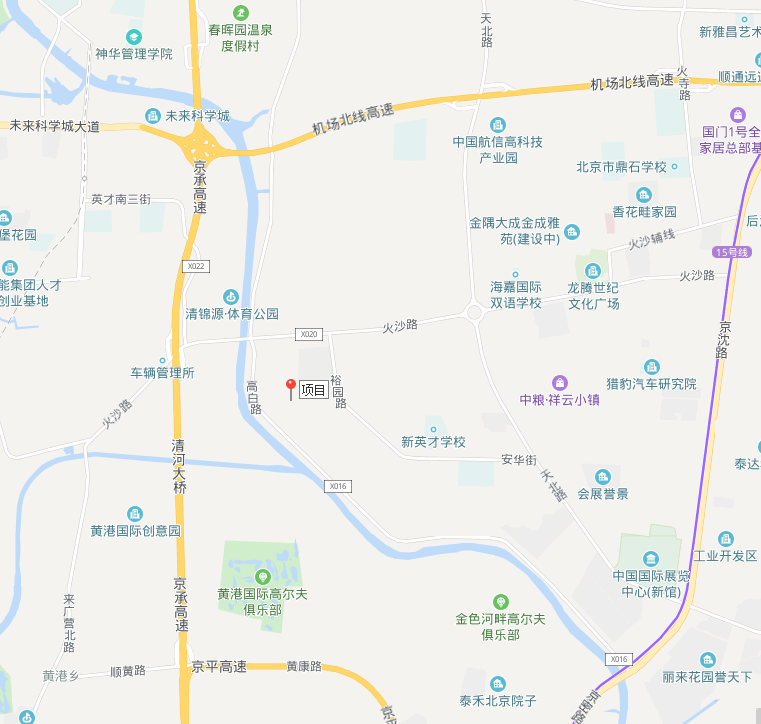 春晖园温泉
度假村
天北路
新雅昌艺术
神华管理学院
火寺路
顺通远
机场北线高速
未来科学城
机场北线高速
国门1号全
家居总部基
未来科学城大道
中国航信高科技
产业园
北京市鼎石学校
京承高速
英才南三街
香花畦家园
堡花园
金隅大成金成雅
苑(建设中)
火沙辅线
后
15号线
X022
能集团人才
创业基地
海嘉国际
双语学校
龙腾世纪
文化广场
火沙路
清锦源·体育公园
X020
火沙路
京沈路
车辆管理所
高白路
项目
裕园路
中粮·祥云小镇
猎豹汽车研究院
火沙路
清河大桥
新英才学校
安华街
泰达
天北路
X016
会展誉景
黄港国际创意园
工业开发区
中国国际展览
中心(新馆)
京承高速
来广营北路
黄港国际高尔夫
俱乐部
金色河畔高尔夫
俱乐部
X016
黄港乡
顺黄路
京平高速
黄康路
丽来花园誉天下
泰禾北京院子
京平